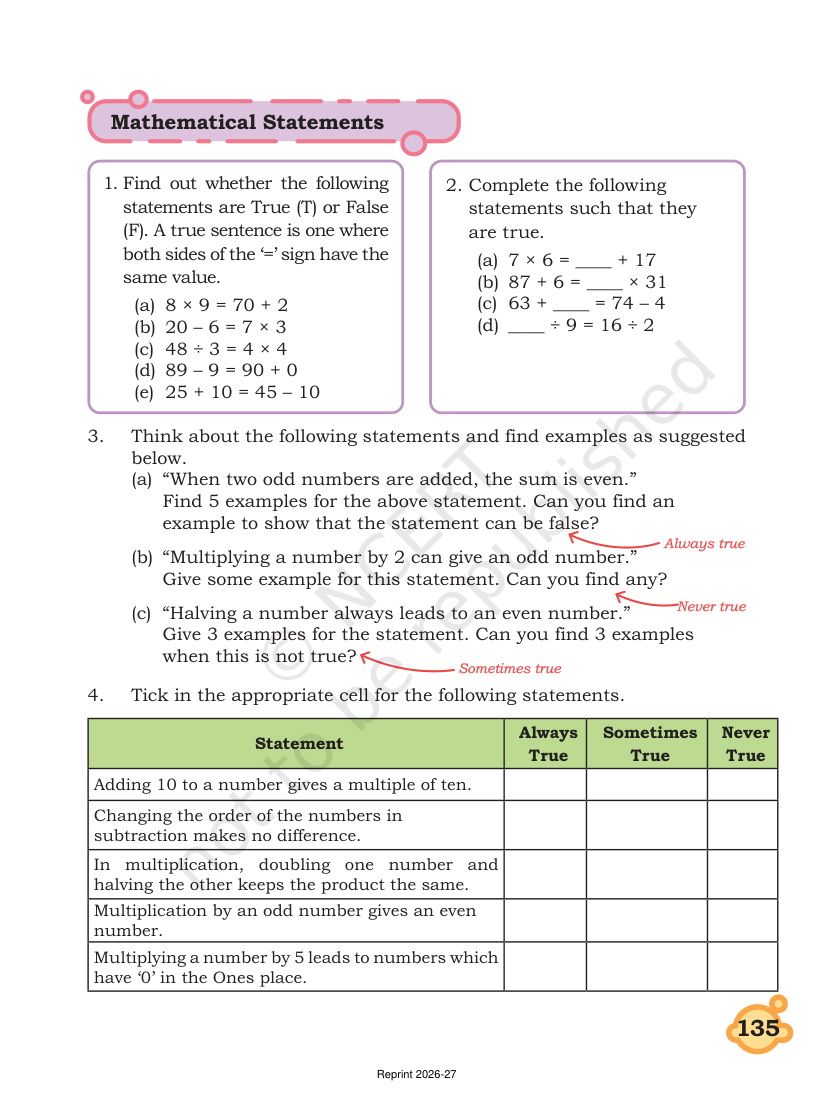 Mathematical Statements
1. Find out whether the following
statements are True (T) or False
(F). A true sentence is one where
both sides of the ‘=’ sign have the
same value.
(a) 8 × 9 = 70 + 2
(b) 20 – 6 = 7 × 3
(c) 48 ÷ 3 = 4 × 4
(d) 89 – 9 = 90 + 0
(e) 25 + 10 = 45 – 10
2. Complete the following
statements such that they
are true.
(a) 7 × 6 = ____ + 17
(b) 87 + 6 = ____ × 31
(c) 63 + ____ = 74 – 4
(d) ____ ÷ 9 = 16 ÷ 2
3. Think about the following statements and find examples as suggested
below.
(a) “When two odd numbers are added, the sum is even.”
Find 5 examples for the above statement. Can you find an
example to show that the statement can be false?
Always true
(b) “Multiplying a number by 2 can give an odd number.”
Give some example for this statement. Can you find any?
Never true
(c) “Halving a number always leads to an even number.”
Give 3 examples for the statement. Can you find 3 examples
when this is not true?
Sometimes true
4. Tick in the appropriate cell for the following statements.
Statement
Always
True
Sometimes
True
Never
True
Adding 10 to a number gives a multiple of ten.
Changing the order of the numbers in
subtraction makes no difference.
In multiplication, doubling one number and
halving the other keeps the product the same.
Multiplication by an odd number gives an even
number.
Multiplying a number by 5 leads to numbers which
have ‘0’ in the Ones place.
135
Reprint 2026-27
© NCERT
not to be republished